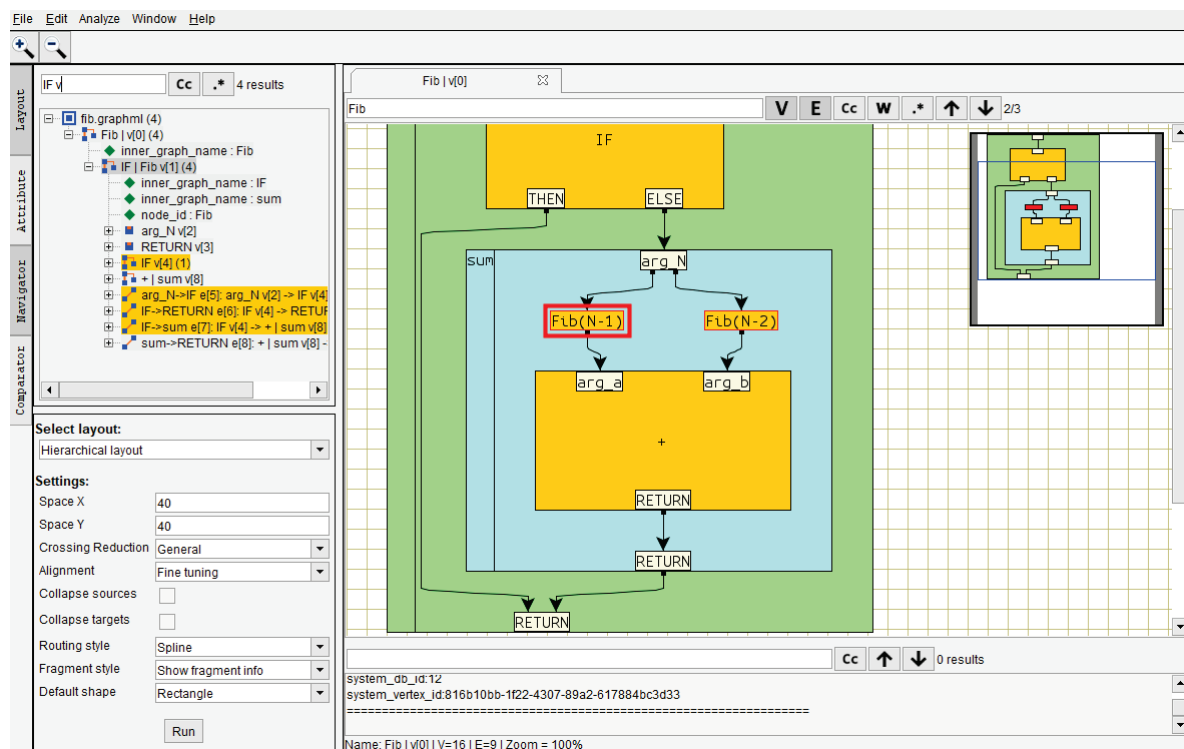 File Edit Analyze Window Help
Layout
Attribute
Navigator
Comparator
IF v Cc .* 4 results
fib.graphml (4)
Fib | v[0] (4)
inner_graph_name : Fib
IF | Fib v[1] (4)
inner_graph_name : IF
inner_graph_name : sum
node_id : Fib
arg_N v[2]
RETURN v[3]
IF v[4] (1)
+ | sum v[8]
arg_N->IF e[5]: arg_N v[2] -> IF v[4]
IF->RETURN e[6]: IF v[4] -> RETUF
IF->sum e[7]: IF v[4] -> + | sum v[8]
sum->RETURN e[8]: + | sum v[8] -
Select layout:
Hierarchical layout
Settings:
Space X 40
Space Y 40
Crossing Reduction General
Alignment Fine tuning
Collapse sources
Collapse targets
Routing style Spline
Fragment style Show fragment info
Default shape Rectangle
Run
Fib | v[0]
Fib V E Cc W .* 2/3
IF
THEN ELSE
sum arg_N
Fib(N-1) Fib(N-2)
arg_a arg_b
+
RETURN
RETURN
RETURN
Cc 0 results
system_db_id:12
system_vertex_id:816b10bb-1f22-4307-89a2-617884bc3d33
==================================================================
Name: Fib | v[0] | V=16 | E=9 | Zoom = 100%